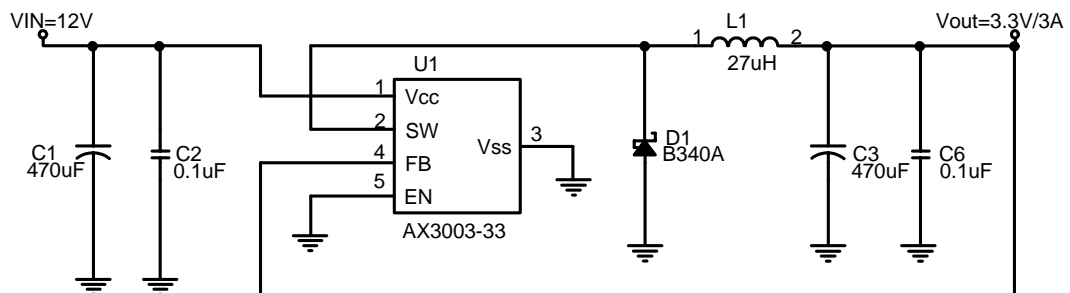 VIN=12V
L1
Vout=3.3V/3A
1
2
27uH
U1
1
Vcc
2
SW
4
FB
5
EN
Vss
3
AX3003-33
C1
470uF
C2
0.1uF
D1
B340A
C3
470uF
C6
0.1uF